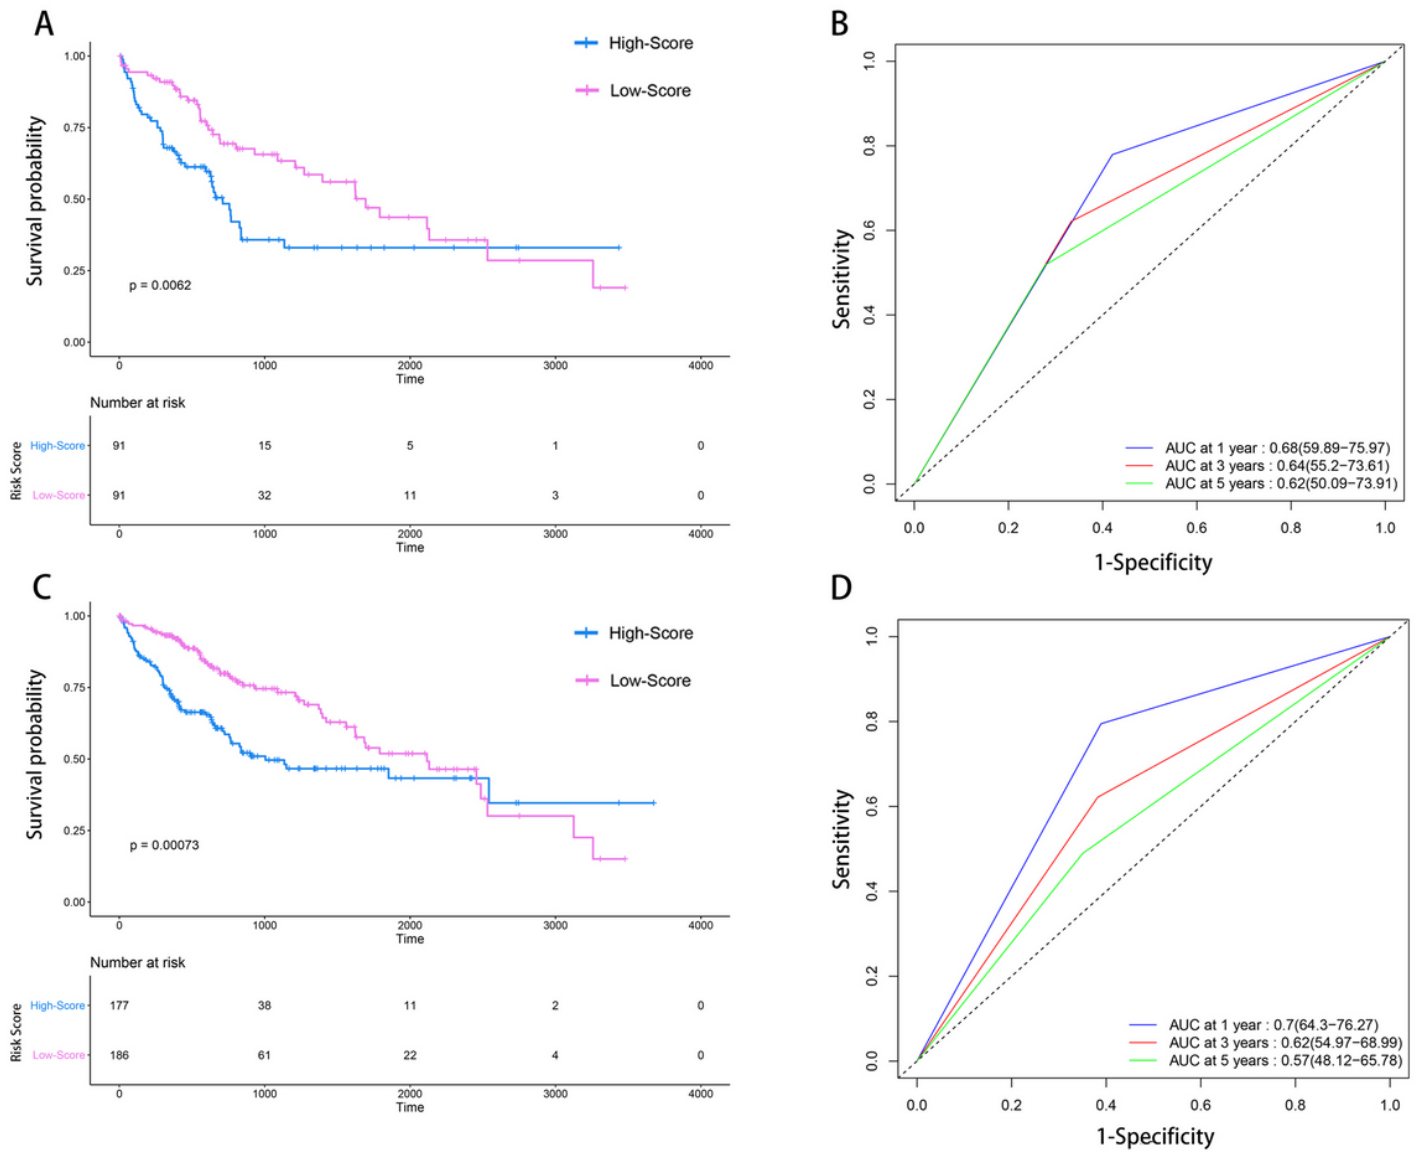 A
High-Score
Low-Score
Survival probability
1.00
0.75
0.50
0.25
0.00
p = 0.0062
0 1000 2000 3000 4000
Time
Number at risk
Risk Score
High-Score 91 15 5 1 0
Low-Score 91 32 11 3 0
0 1000 2000 3000 4000
Time
B
Sensitivity
1.0
0.8
0.6
0.4
0.2
0.0
AUC at 1 year : 0.68(59.89−75.97)
AUC at 3 years : 0.64(55.2−73.61)
AUC at 5 years : 0.62(50.09−73.91)
0.0 0.2 0.4 0.6 0.8 1.0
1-Specificity
C
High-Score
Low-Score
Survival probability
1.00
0.75
0.50
0.25
0.00
p = 0.00073
0 1000 2000 3000 4000
Time
Number at risk
Risk Score
High-Score 177 38 11 2 0
Low-Score 186 61 22 4 0
0 1000 2000 3000 4000
Time
D
Sensitivity
1.0
0.8
0.6
0.4
0.2
0.0
AUC at 1 year : 0.7(64.3−76.27)
AUC at 3 years : 0.62(54.97−68.99)
AUC at 5 years : 0.57(48.12−65.78)
0.0 0.2 0.4 0.6 0.8 1.0
1-Specificity